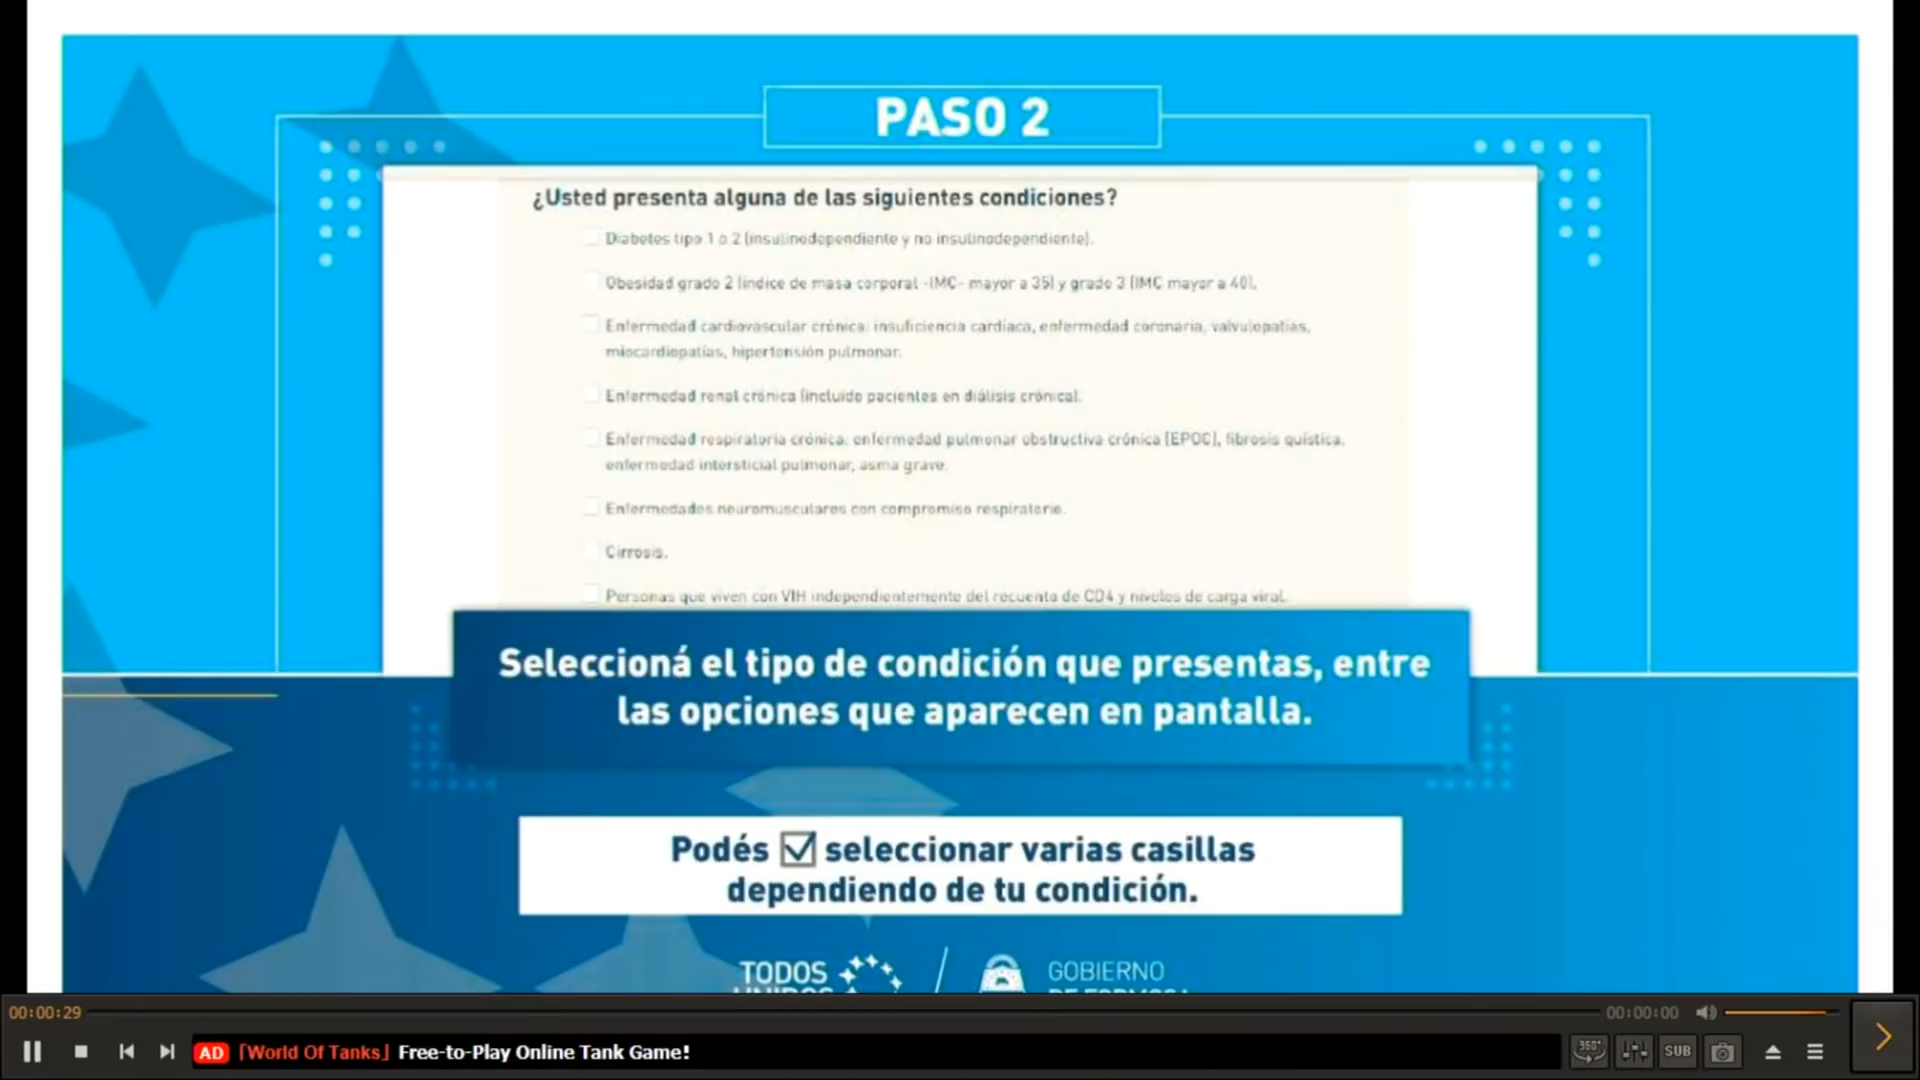 PASO 2
¿Usted presenta alguna de las siguientes condiciones?
Diabetes tipo 1 o 2 (insulinodependiente y no insulinodependiente).
Obesidad grado 2 (índice de masa corporal -IMC- mayor a 35) y grado 3 (IMC mayor a 40).
Enfermedad cardiovascular crónica: insuficiencia cardíaca, enfermedad coronaria, valvulopatías,
miocardiopatías, hipertensión pulmonar.
Enfermedad renal crónica (incluido pacientes en diálisis crónica).
Enfermedad respiratoria crónica: enfermedad pulmonar obstructiva crónica (EPOC), fibrosis quística,
enfermedad intersticial pulmonar, asma grave.
Enfermedades neuromusculares con compromiso respiratorio.
Cirrosis.
Personas que viven con VIH independientemente del recuento de CD4 y niveles de carga viral.
Seleccioná el tipo de condición que presentas, entre
las opciones que aparecen en pantalla.
Podés seleccionar varias casillas
dependiendo de tu condición.
TODOS
UNIDOS
GOBIERNO
DE FORMOSA
00:00:29
00:00:00
AD [World Of Tanks] Free-to-Play Online Tank Game!
360°
SUB